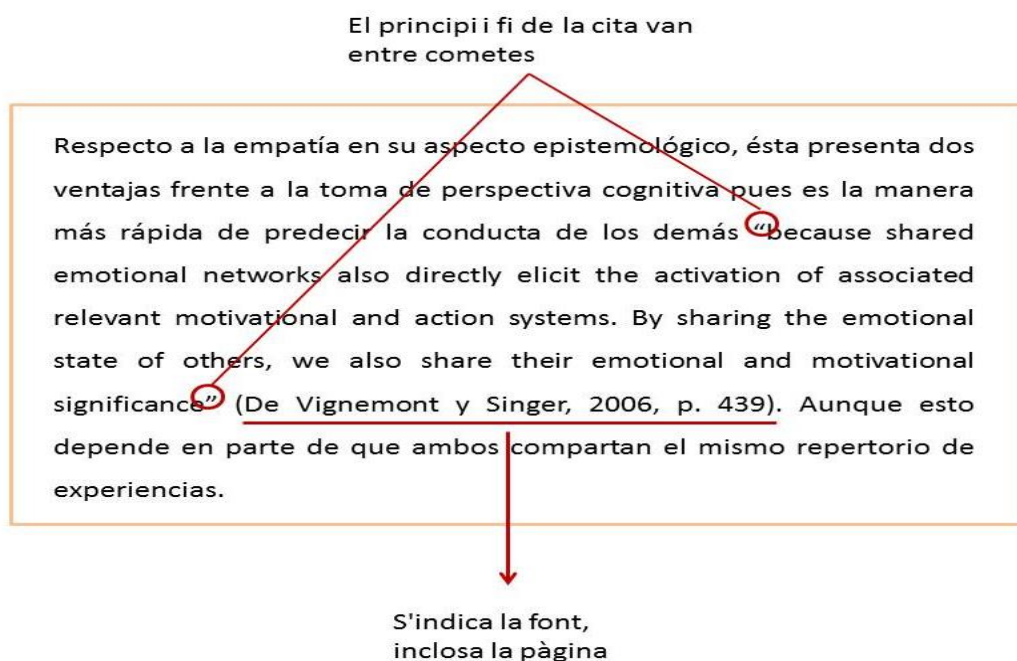 El principi i fi de la cita van
entre cometes
Respecto a la empatía en su aspecto epistemológico, ésta presenta dos
ventajas frente a la toma de perspectiva cognitiva pues es la manera
más rápida de predecir la conducta de los demás “because shared
emotional networks also directly elicit the activation of associated
relevant motivational and action systems. By sharing the emotional
state of others, we also share their emotional and motivational
significance” (De Vignemont y Singer, 2006, p. 439). Aunque esto
depende en parte de que ambos compartan el mismo repertorio de
experiencias.
S'indica la font,
inclosa la pàgina